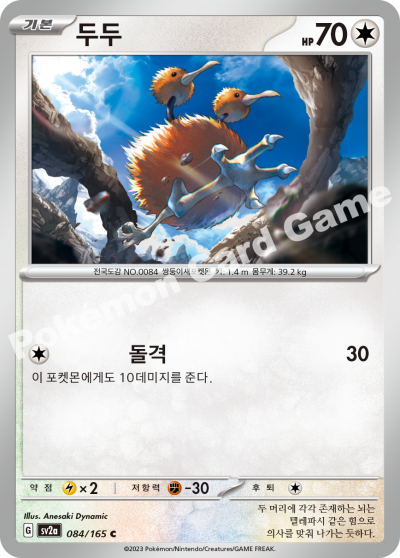 기본 두두 HP 70
전국도감 NO.0084 쌍둥이새포켓몬 키: 1.4 m 몸무게: 39.2 kg
Pokémon Card Game
돌격 30
이 포켓몬에게도 10데미지를 준다.
약점 ×2 저항력 -30 후퇴
Illus. Anesaki Dynamic
G sv2a 084/165 C
두 머리에 각각 존재하는 뇌는
텔레파시 같은 힘으로
의사를 맞춰 나가는 듯하다.
©2023 Pokémon/Nintendo/Creatures/GAME FREAK.